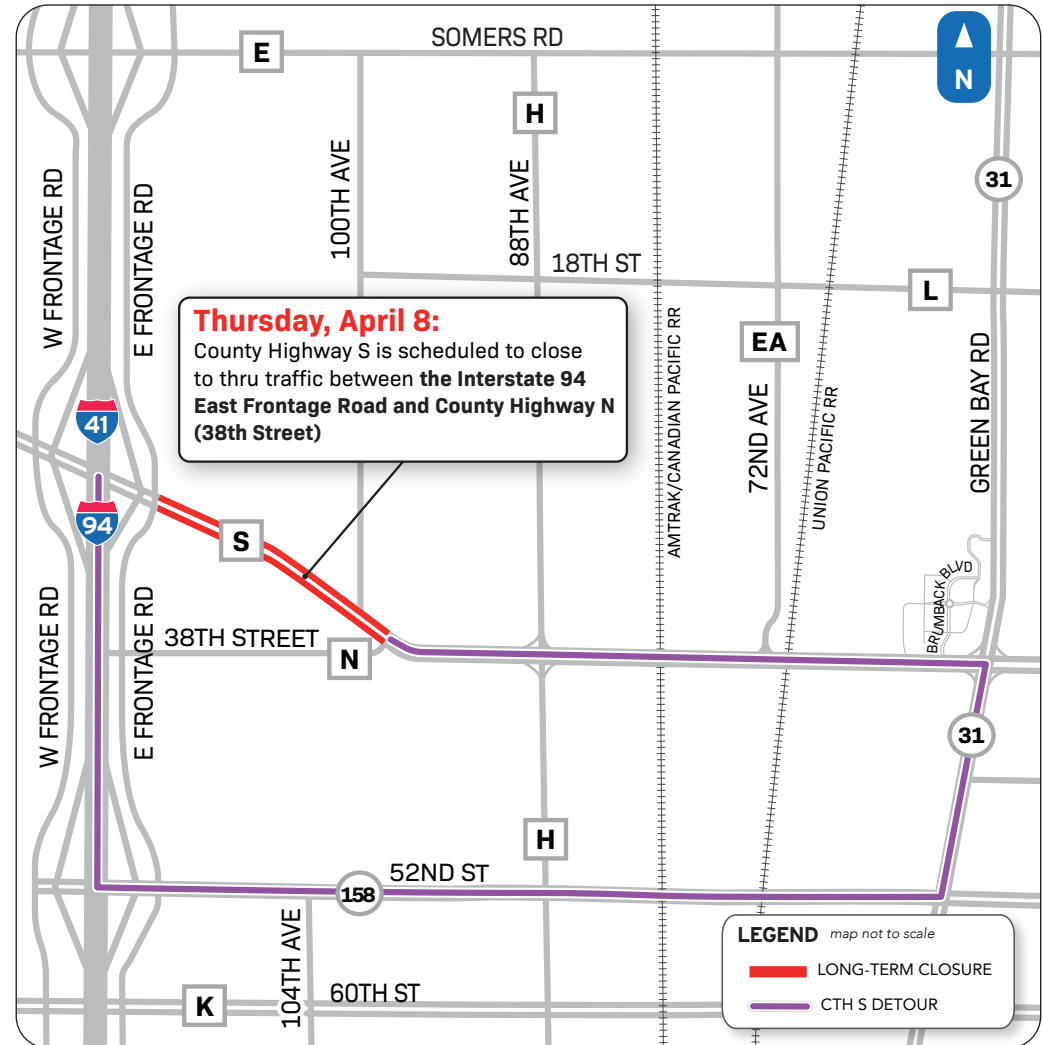 SOMERS RD
E
N
H
31
W FRONTAGE RD
E FRONTAGE RD
100TH AVE
88TH AVE
18TH ST
L
Thursday, April 8:
County Highway S is scheduled to close
to thru traffic between the Interstate 94
East Frontage Road and County Highway N
(38th Street)
AMTRAK/CANADIAN PACIFIC RR
EA
72ND AVE
UNION PACIFIC RR
GREEN BAY RD
41
94
S
BRUMBACK BLVD
38TH STREET
N
W FRONTAGE RD
E FRONTAGE RD
31
H
52ND ST
158
104TH AVE
K
60TH ST
LEGEND map not to scale
LONG-TERM CLOSURE
CTH S DETOUR